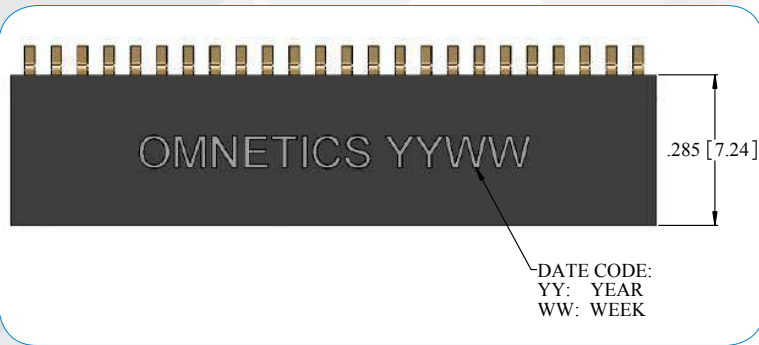 OMNETICS YYWW
.285 [7.24]
DATE CODE:
YY: YEAR
WW: WEEK